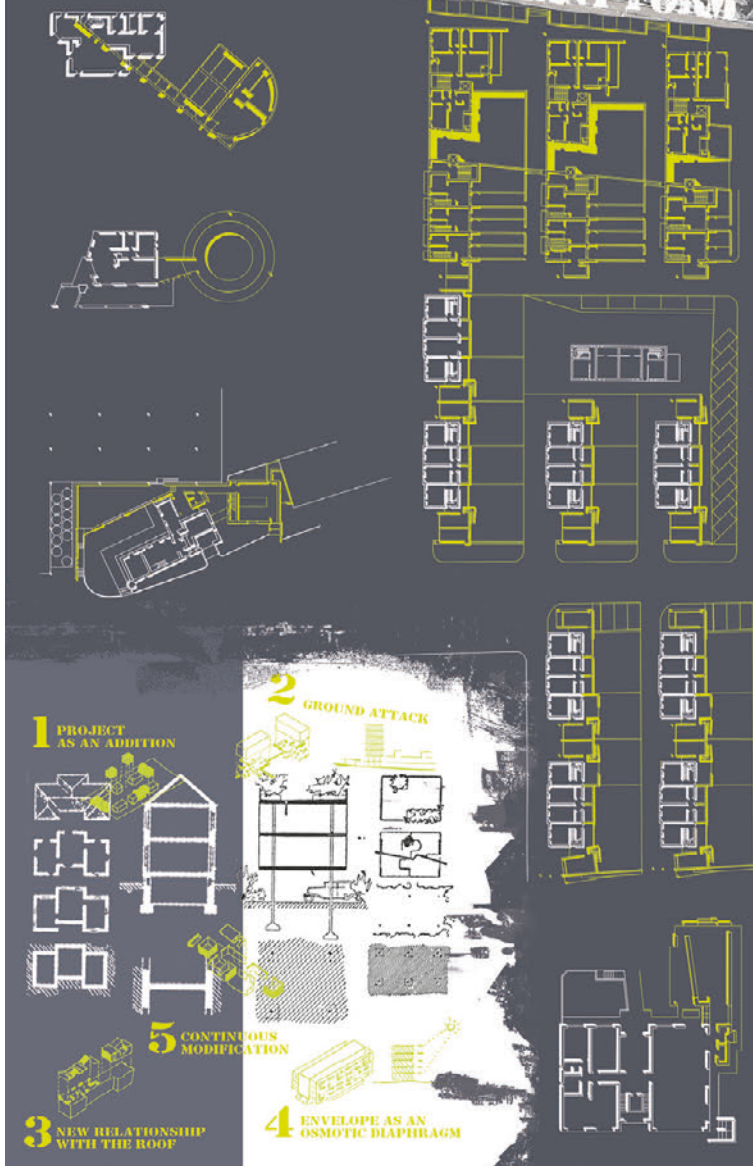 FORM
1 PROJECT
AS AN ADDITION
2 GROUND ATTACK
5 CONTINUOUS
MODIFICATION
3 NEW RELATIONSHIP
WITH THE ROOF
4 ENVELOPE AS AN
OSMOTIC DIAPHRAGM